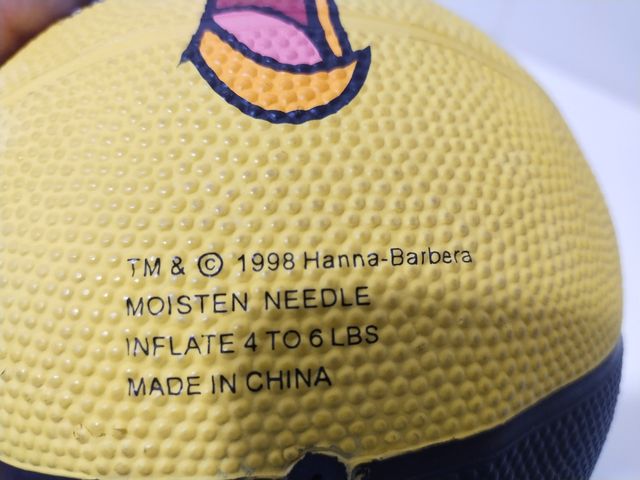 TM & © 1998 Hanna-Barbera
MOISTEN NEEDLE
INFLATE 4 TO 6 LBS
MADE IN CHINA